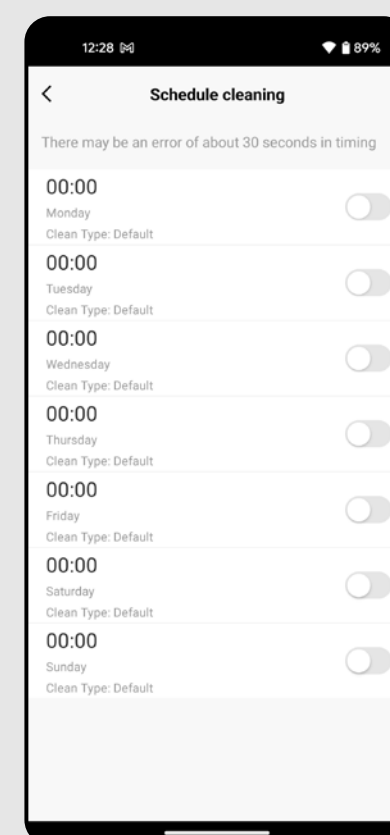 12:28 89%
Schedule cleaning
There may be an error of about 30 seconds in timing
00:00
Monday
Clean Type: Default
00:00
Tuesday
Clean Type: Default
00:00
Wednesday
Clean Type: Default
00:00
Thursday
Clean Type: Default
00:00
Friday
Clean Type: Default
00:00
Saturday
Clean Type: Default
00:00
Sunday
Clean Type: Default